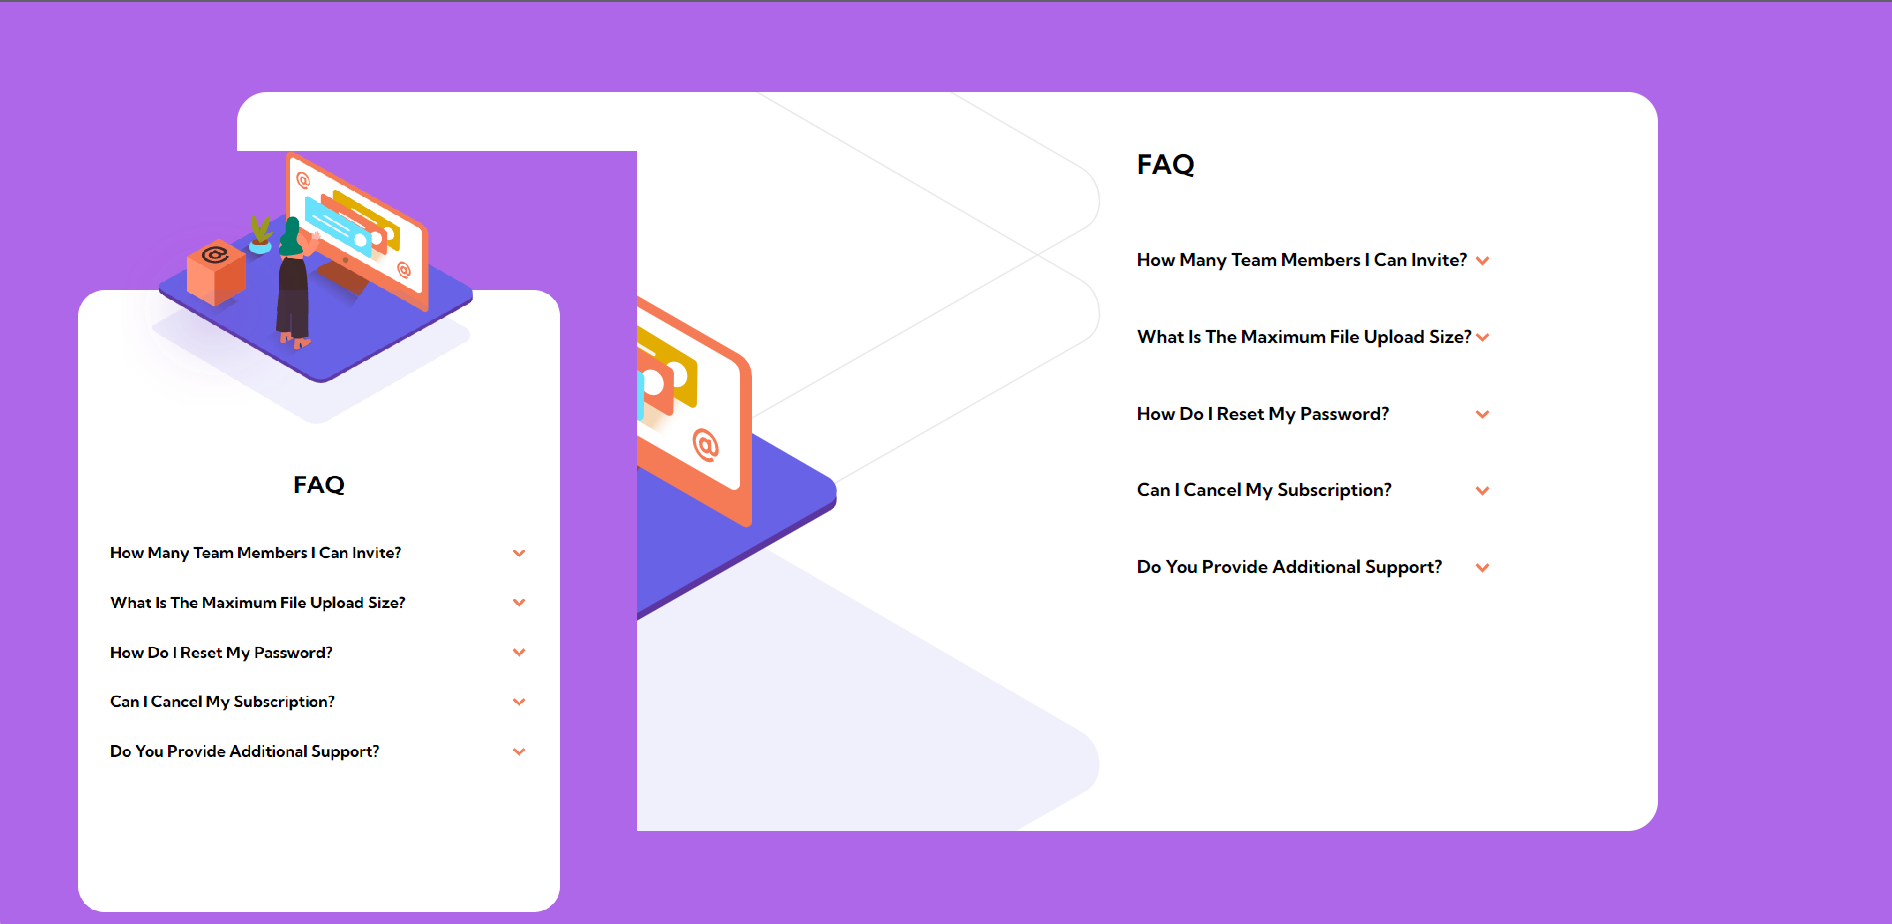 FAQ
How Many Team Members I Can Invite?
What Is The Maximum File Upload Size?
How Do I Reset My Password?
Can I Cancel My Subscription?
Do You Provide Additional Support?
@
@
@
FAQ
How Many Team Members I Can Invite?
What Is The Maximum File Upload Size?
How Do I Reset My Password?
Can I Cancel My Subscription?
Do You Provide Additional Support?
@